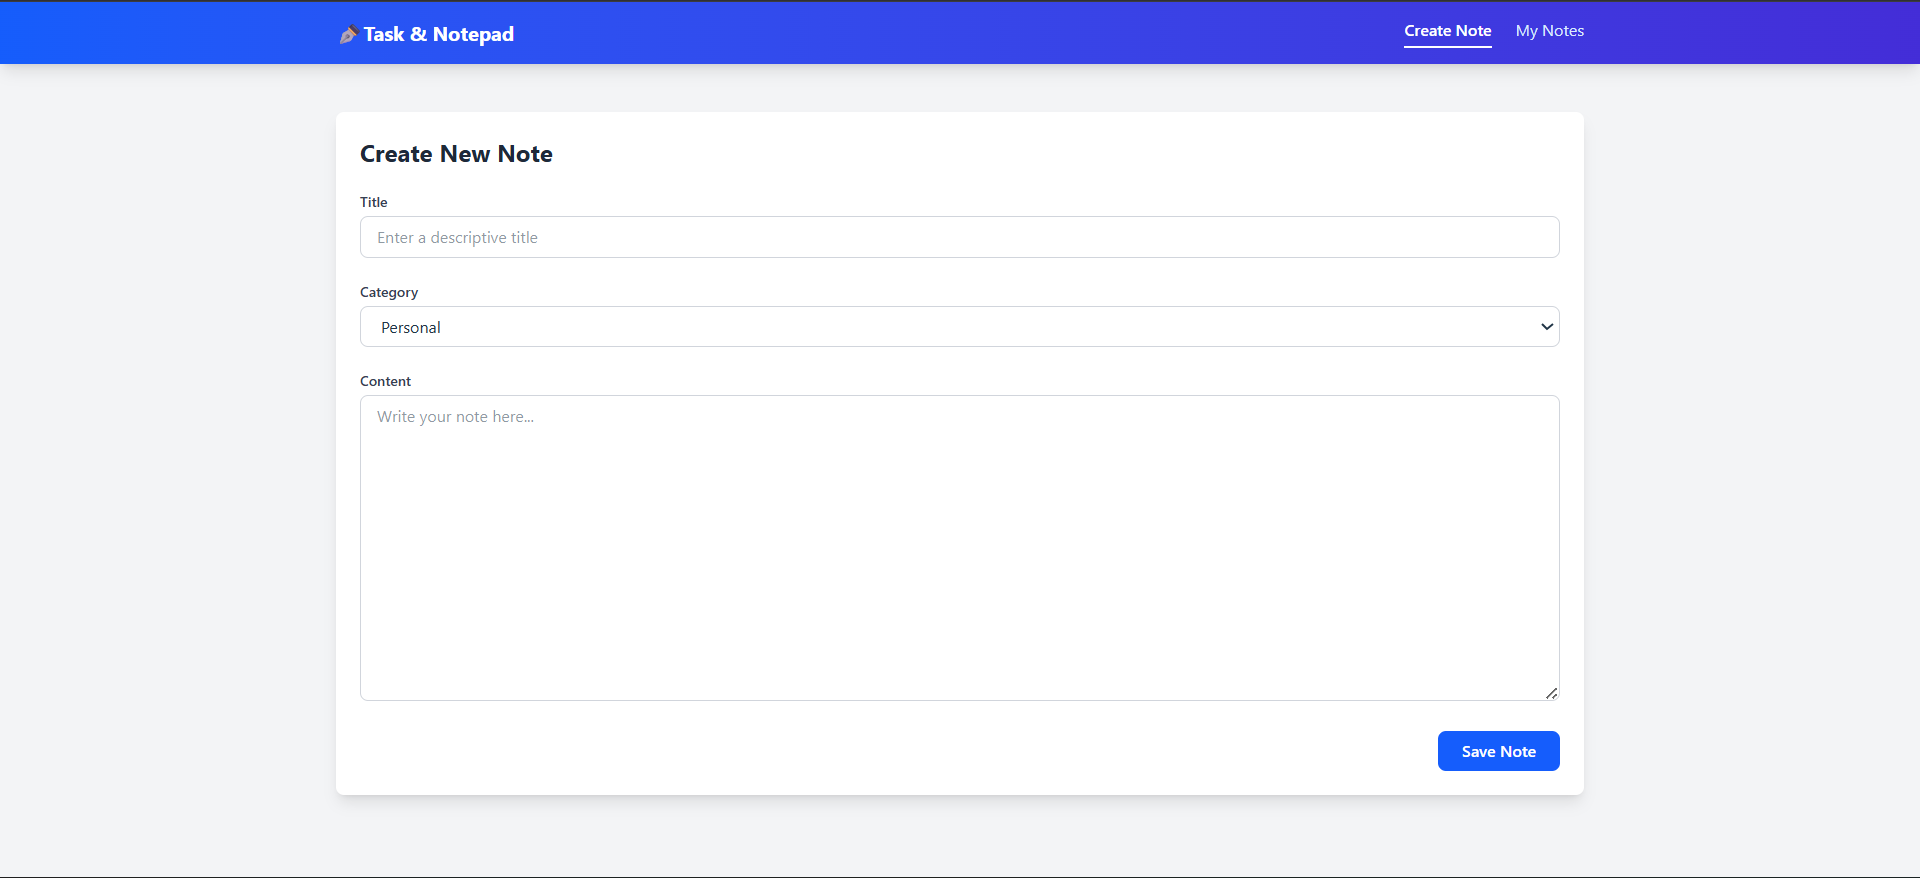 Task & Notepad
Create Note
My Notes
Create New Note
Title
Enter a descriptive title
Category
Personal
Content
Write your note here...
Save Note